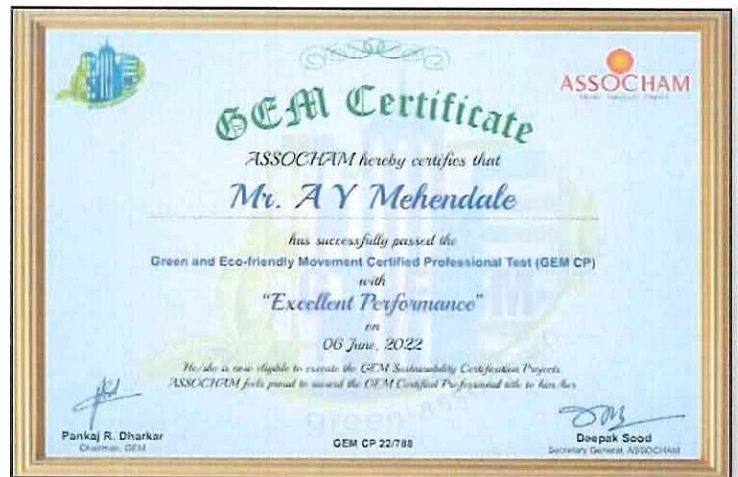 ASSOCHAM
GEM Certificate
ASSOCHAM hereby certifies that
Mr. A Y Mehendale
has successfully passed the
Green and Eco-friendly Movement Certified Professional Test (GEM CP)
with
"Excellent Performance"
on
06 June, 2022
He/she is now eligible to execute the GEM Sustainability Certification Projects
ASSOCHAM feels proud to award the GEM Certified Professional title to him/her
Pankaj R. Dharkar
Chairman, GEM
GEM CP 22/788
Deepak Sood
Secretary General, ASSOCHAM